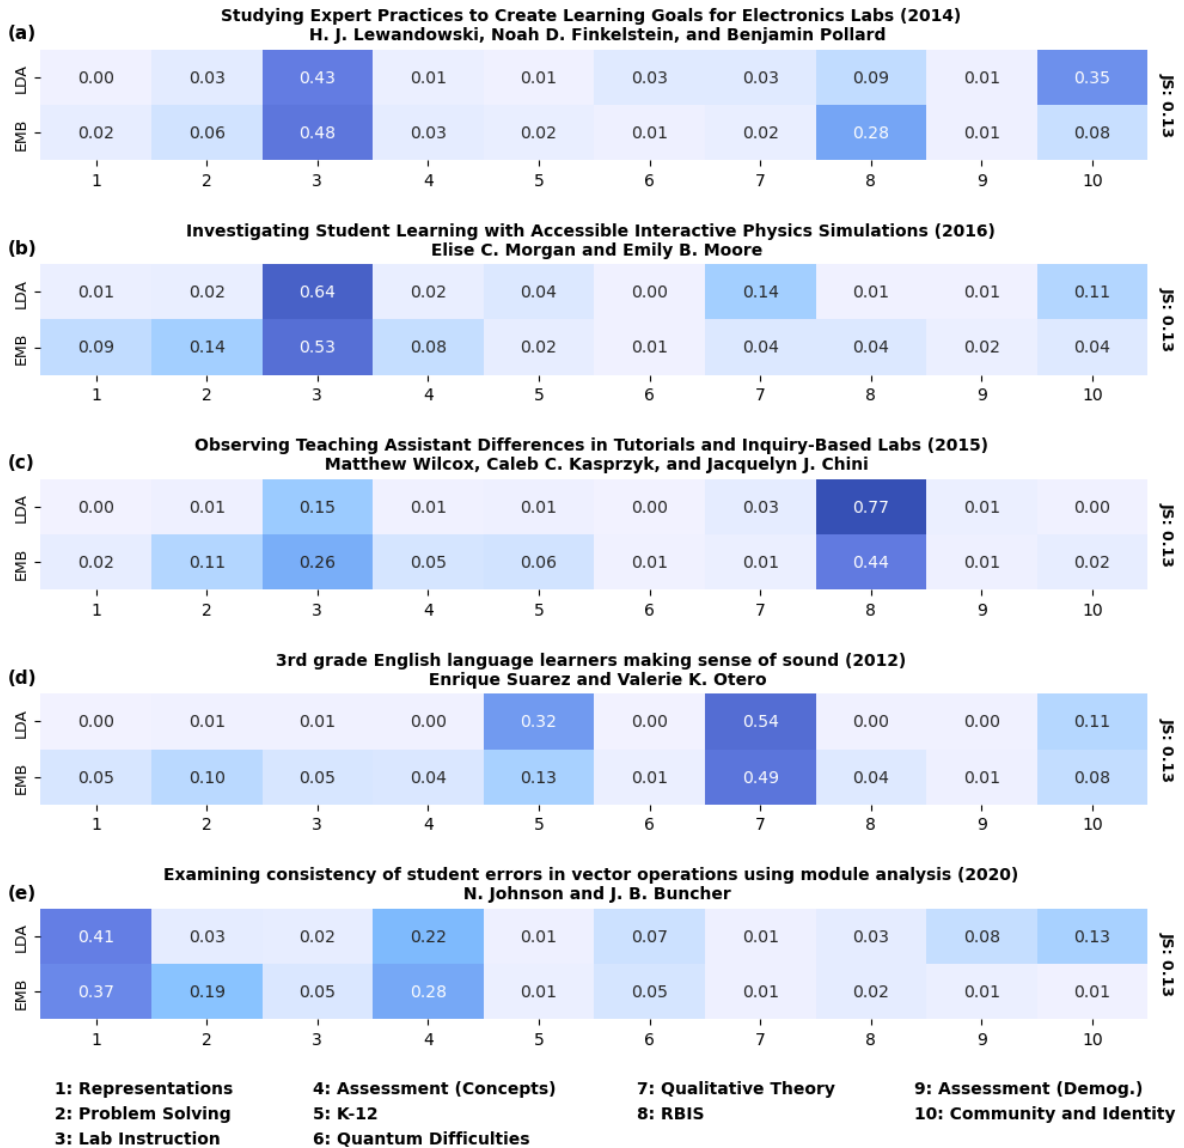 Studying Expert Practices to Create Learning Goals for Electronics Labs (2014)
(a) H. J. Lewandowski, Noah D. Finkelstein, and Benjamin Pollard
LDA 0.00 0.03 0.43 0.01 0.01 0.03 0.03 0.09 0.01 0.35
EMB 0.02 0.06 0.48 0.03 0.02 0.01 0.02 0.28 0.01 0.08
JS: 0.13
1 2 3 4 5 6 7 8 9 10
Investigating Student Learning with Accessible Interactive Physics Simulations (2016)
(b) Elise C. Morgan and Emily B. Moore
LDA 0.01 0.02 0.64 0.02 0.04 0.00 0.14 0.01 0.01 0.11
EMB 0.09 0.14 0.53 0.08 0.02 0.01 0.04 0.04 0.02 0.04
JS: 0.13
1 2 3 4 5 6 7 8 9 10
Observing Teaching Assistant Differences in Tutorials and Inquiry-Based Labs (2015)
(c) Matthew Wilcox, Caleb C. Kasprzyk, and Jacquelyn J. Chini
LDA 0.00 0.01 0.15 0.01 0.01 0.00 0.03 0.77 0.01 0.00
EMB 0.02 0.11 0.26 0.05 0.06 0.01 0.01 0.44 0.01 0.02
JS: 0.13
1 2 3 4 5 6 7 8 9 10
3rd grade English language learners making sense of sound (2012)
(d) Enrique Suarez and Valerie K. Otero
LDA 0.00 0.01 0.01 0.00 0.32 0.00 0.54 0.00 0.00 0.11
EMB 0.05 0.10 0.05 0.04 0.13 0.01 0.49 0.04 0.01 0.08
JS: 0.13
1 2 3 4 5 6 7 8 9 10
Examining consistency of student errors in vector operations using module analysis (2020)
(e) N. Johnson and J. B. Buncher
LDA 0.41 0.03 0.02 0.22 0.01 0.07 0.01 0.03 0.08 0.13
EMB 0.37 0.19 0.05 0.28 0.01 0.05 0.01 0.02 0.01 0.01
JS: 0.13
1 2 3 4 5 6 7 8 9 10
1: Representations 4: Assessment (Concepts) 7: Qualitative Theory 9: Assessment (Demog.)
2: Problem Solving 5: K-12 8: RBIS 10: Community and Identity
3: Lab Instruction 6: Quantum Difficulties